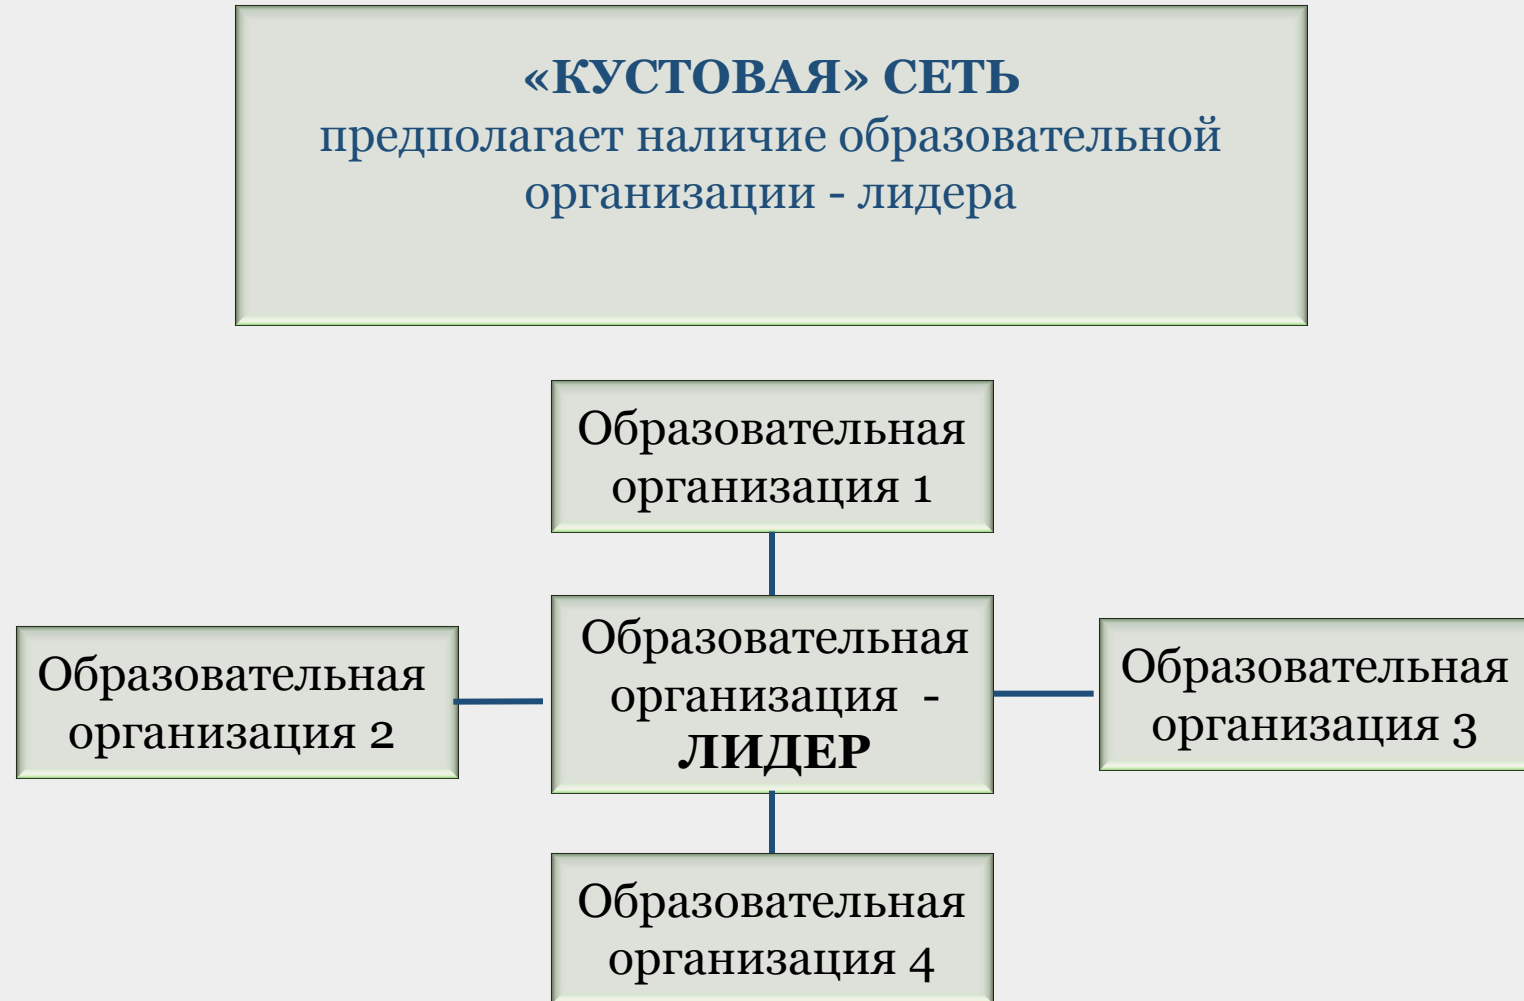 «КУСТОВАЯ» СЕТЬ
предполагает наличие образовательной
организации - лидера
Образовательная
организация 1
Образовательная
организация 2
Образовательная
организация -
ЛИДЕР
Образовательная
организация 3
Образовательная
организация 4